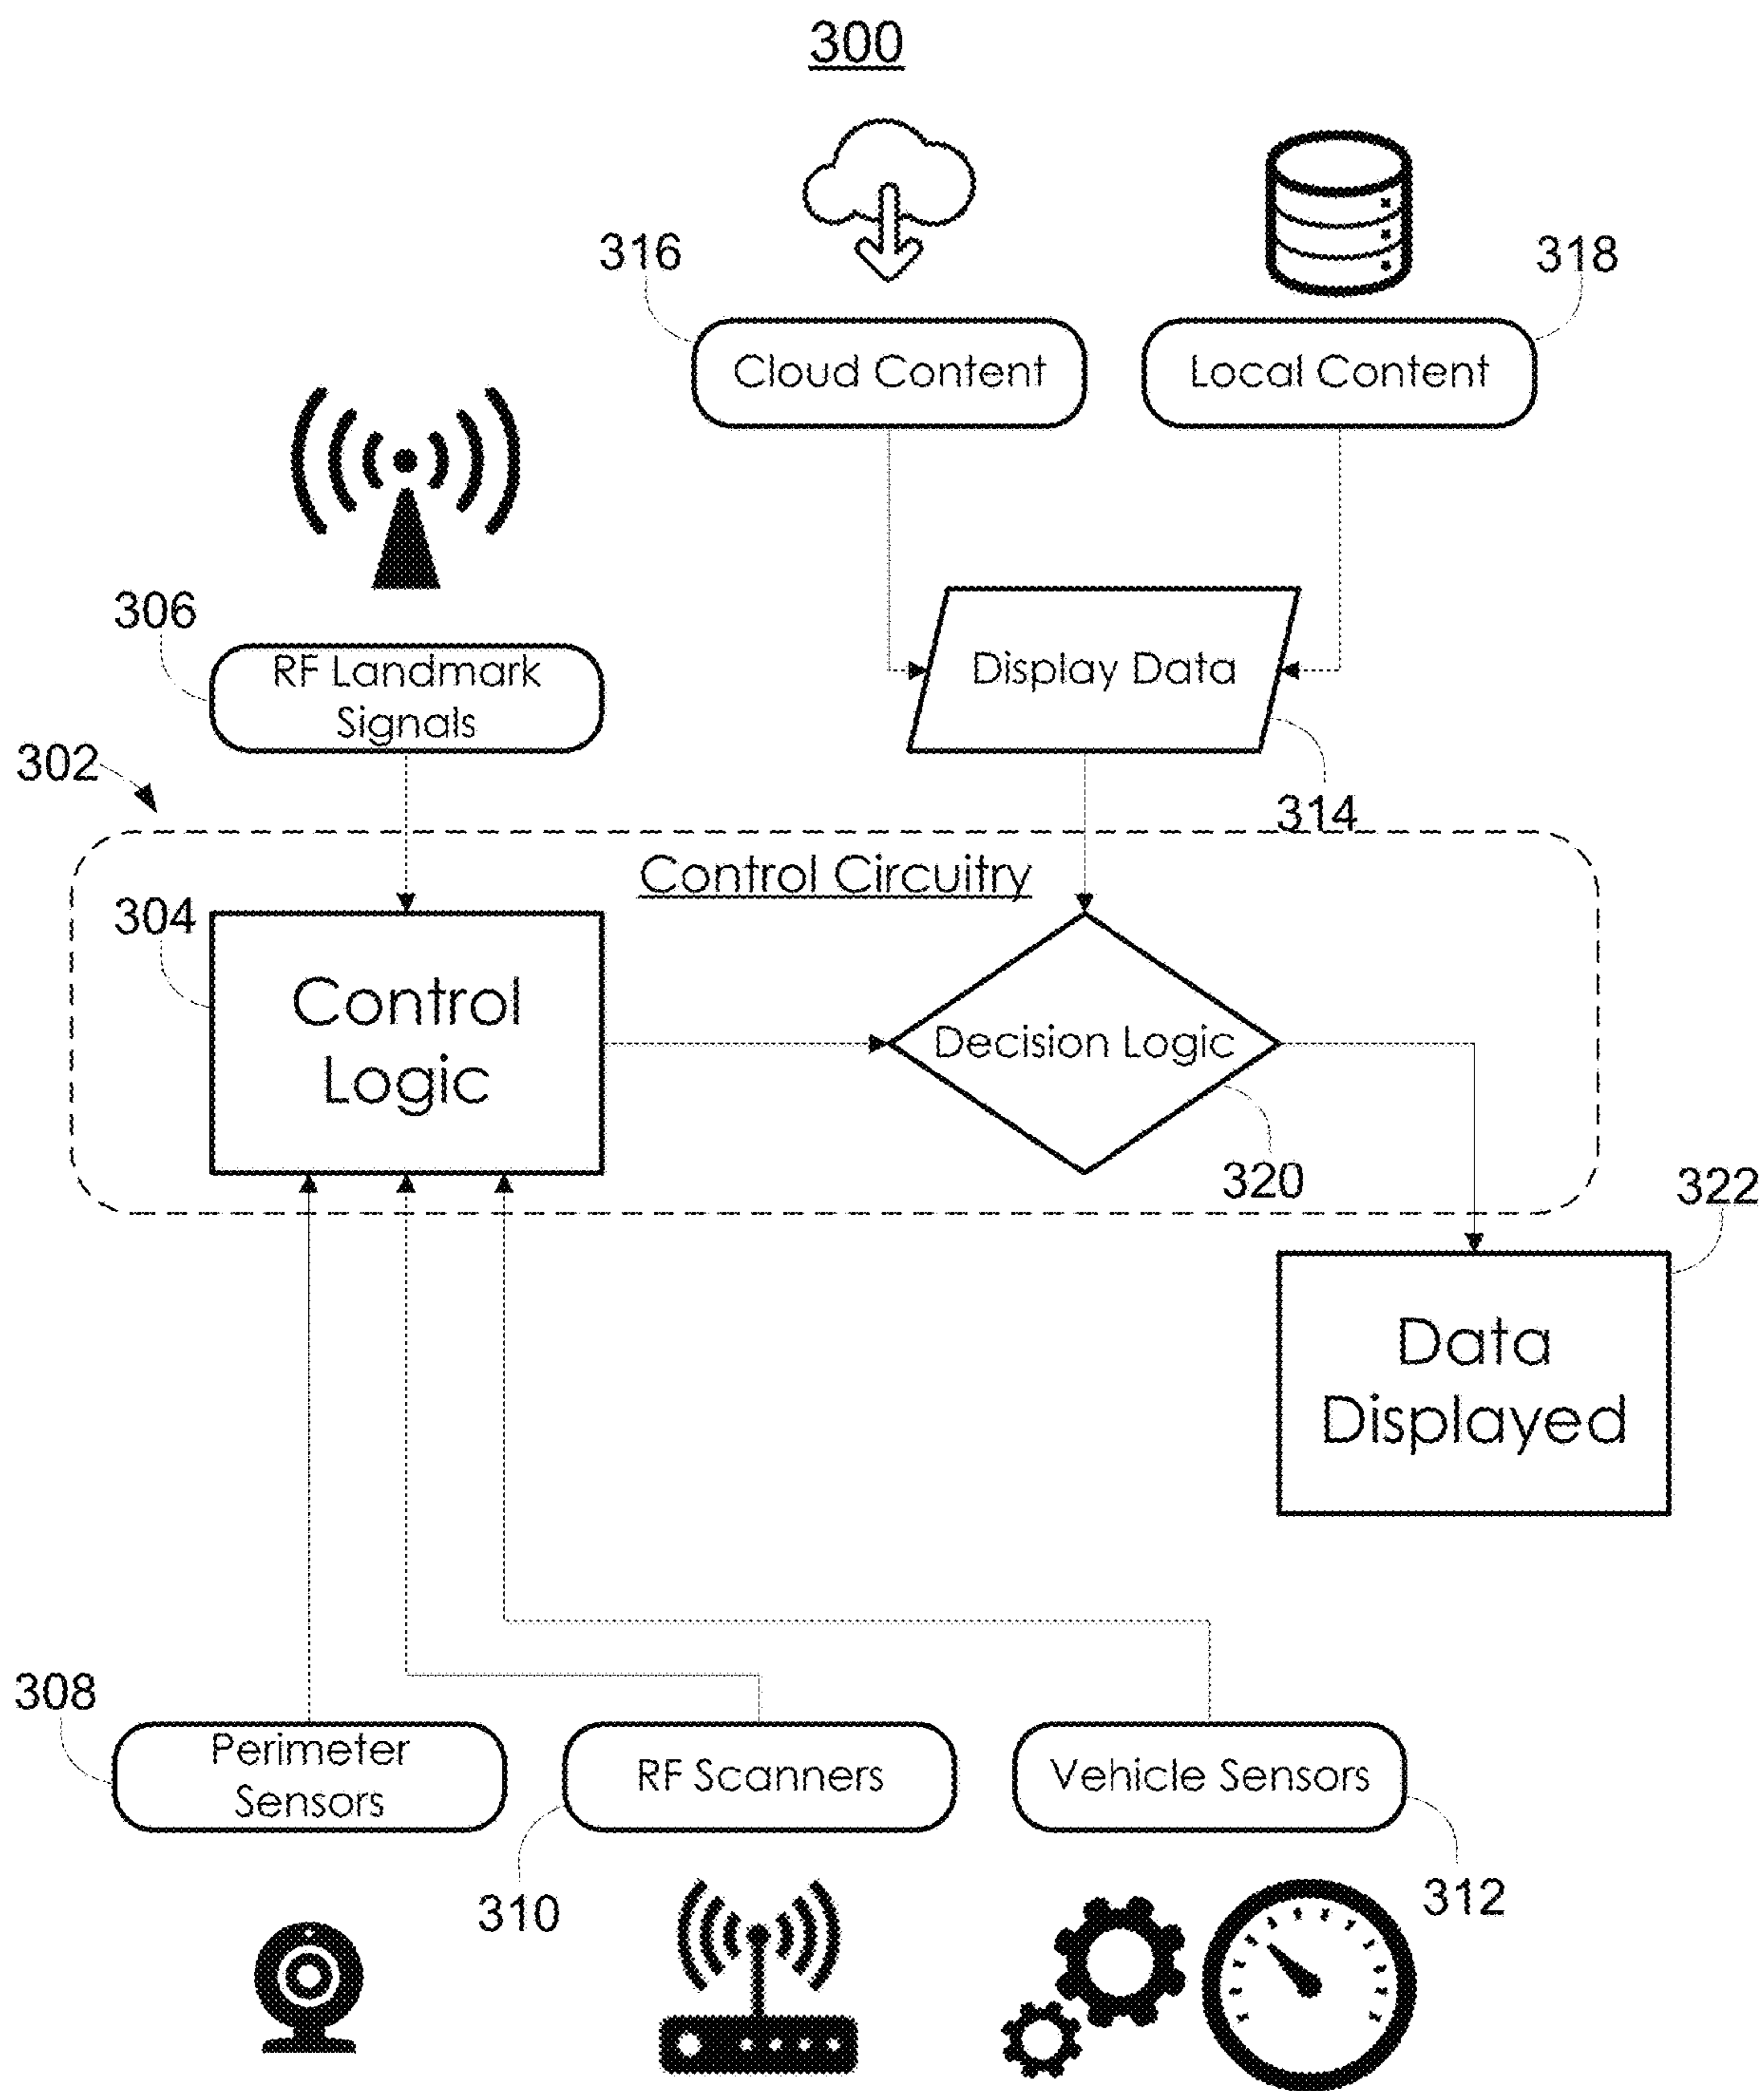 300
316
318
Cloud Content
Local Content
306
RF Landmark
Signals
Display Data
302
314
Control Circuitry
304
Control
Logic
Decision Logic
320
322
Data
Displayed
308
Perimeter
Sensors
RF Scanners
Vehicle Sensors
310
312